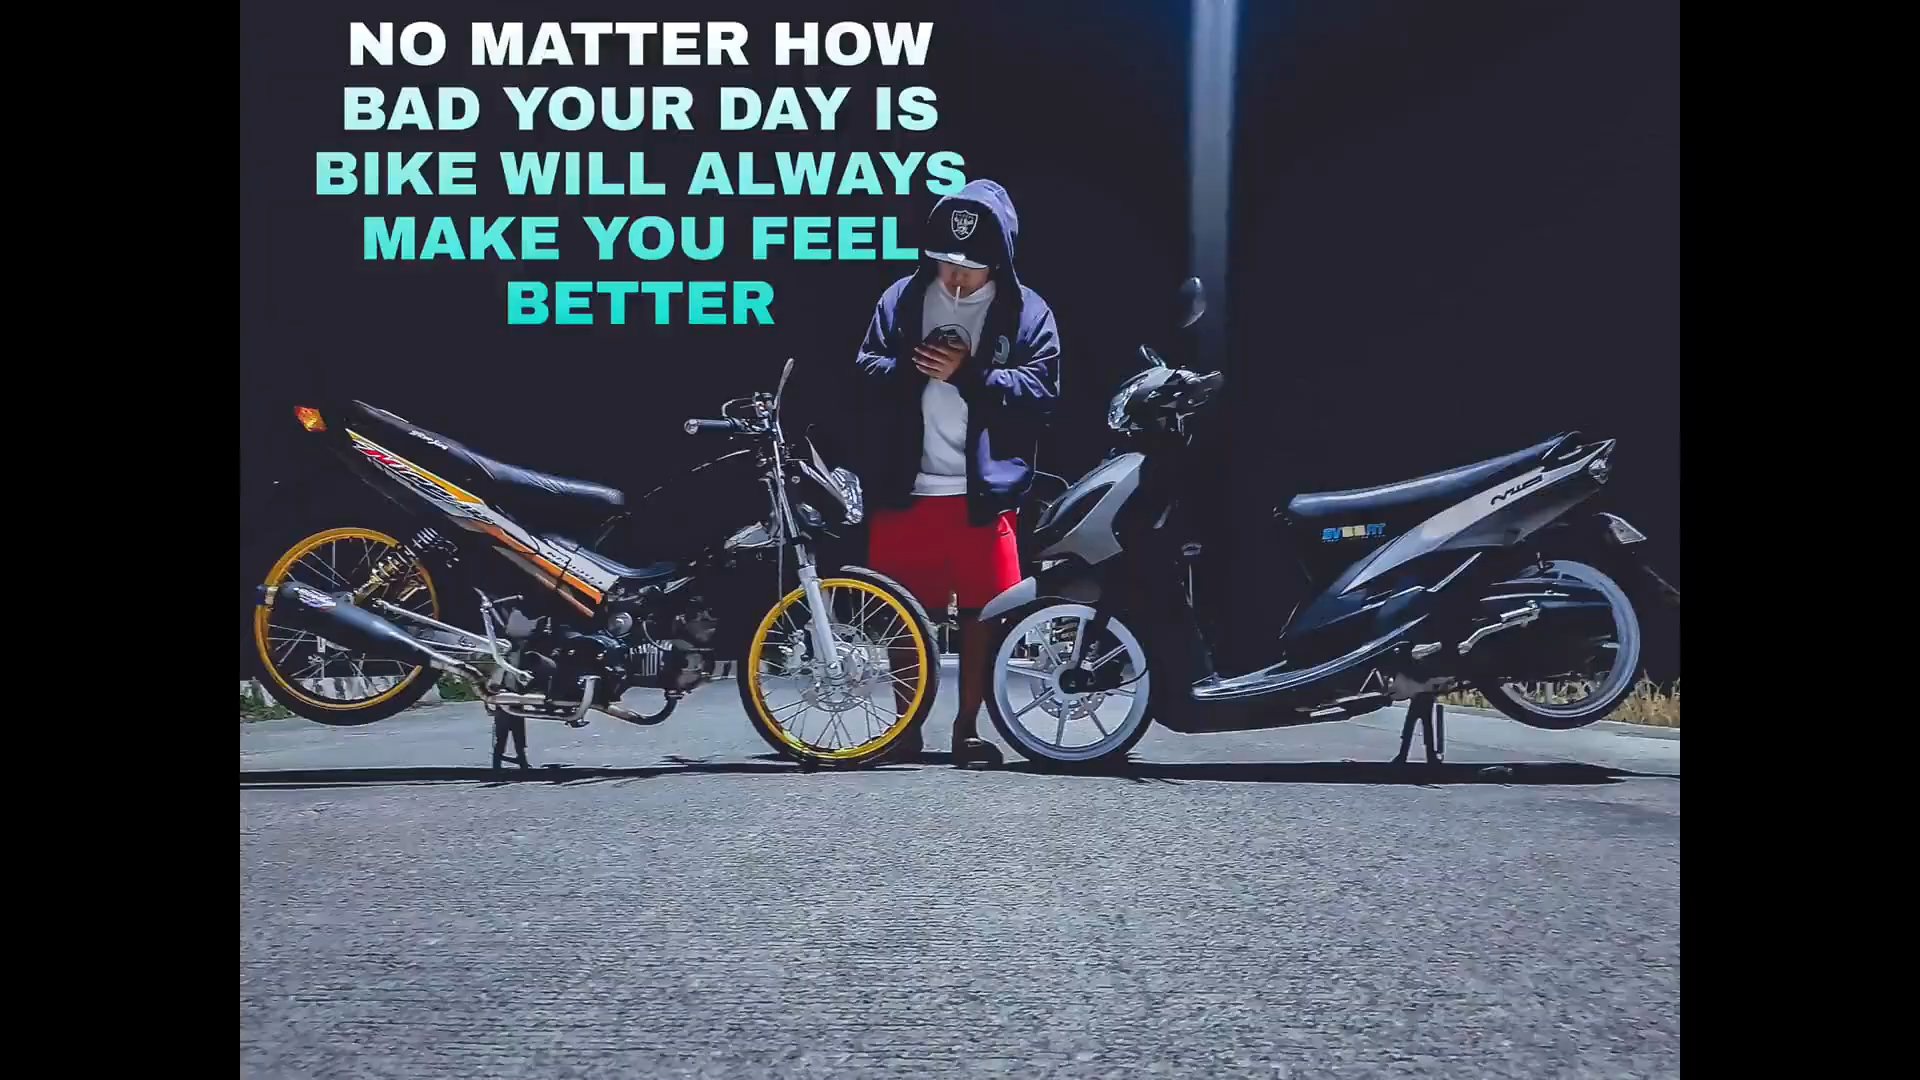 NO MATTER HOW
BAD YOUR DAY IS
BIKE WILL ALWAYS
MAKE YOU FEEL
BETTER